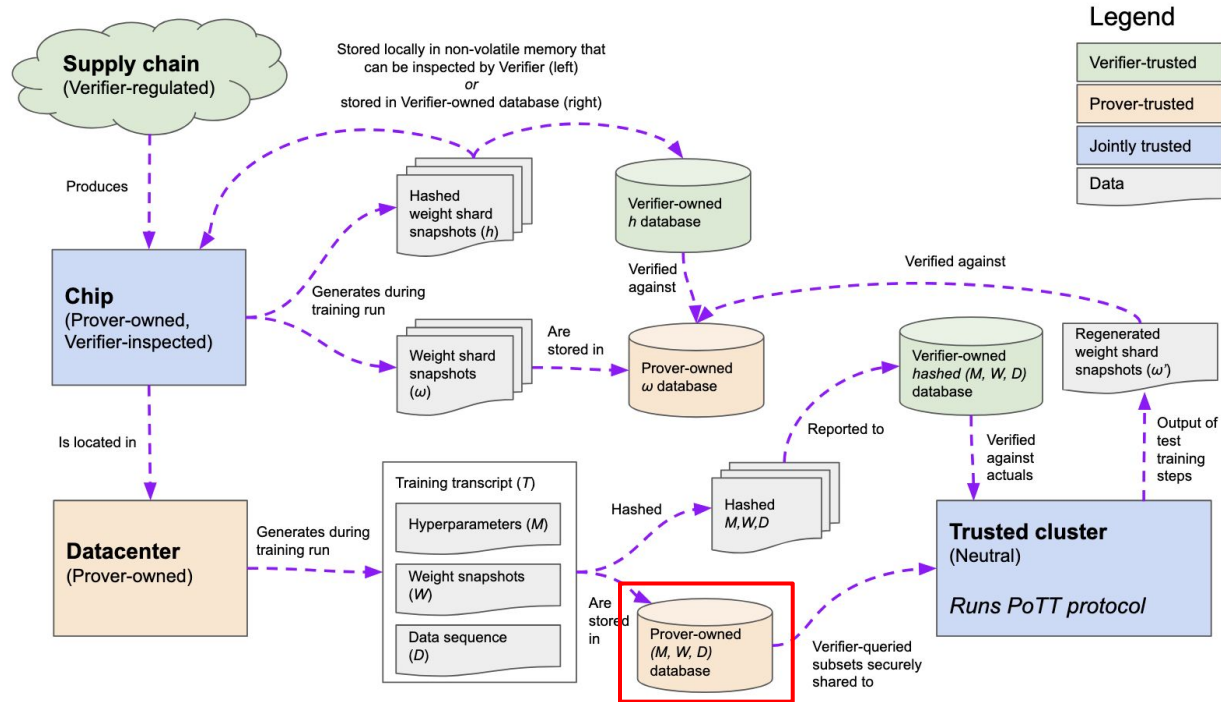 Supply chain
(Verifier-regulated)
Stored locally in non-volatile memory that
can be inspected by Verifier (left)
or
stored in Verifier-owned database (right)
Legend
Verifier-trusted
Prover-trusted
Jointly trusted
Data
Produces
Hashed
weight shard
snapshots (h)
Verifier-owned
h database
Verified
against
Verified against
Chip
(Prover-owned,
Verifier-inspected)
Generates during
training run
Weight shard
snapshots
(ω)
Are
stored in
Prover-owned
ω database
Verifier-owned
hashed (M, W, D)
database
Regenerated
weight shard
snapshots (ω')
Is located in
Reported to
Verified
against
actuals
Output of
test
training
steps
Datacenter
(Prover-owned)
Generates during
training run
Training transcript (T)
Hyperparameters (M)
Weight snapshots
(W)
Data sequence
(D)
Hashed
Hashed
M,W,D
Are
stored
in
Prover-owned
(M, W, D)
database
Verifier-queried
subsets securely
shared to
Trusted cluster
(Neutral)
Runs PoTT protocol